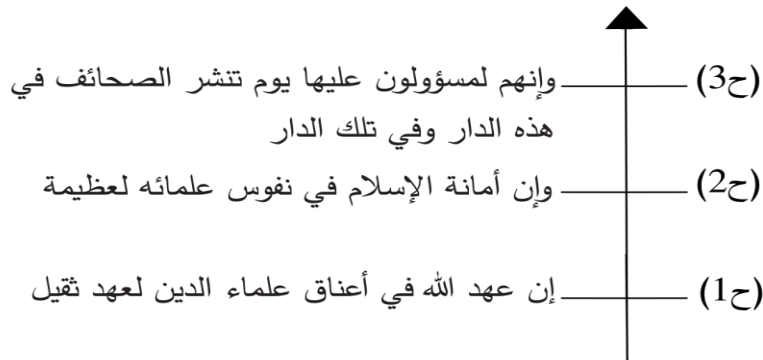 (ح3) وإنهم لمسؤولون عليها يوم تنشر الصحائف في
هذه الدار وفي تلك الدار
(ح2) وإن أمانة الإسلام في نفوس علمائه لعظيمة
(ح1) إن عهد الله في أعناق علماء الدين لعهد ثقيل